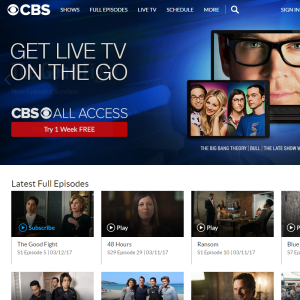 CBS SHOWS FULL EPISODES LIVE TV SCHEDULE MORE SIGN IN
GET LIVE TV
ON THE GO
CBS ALL ACCESS
Try 1 Week FREE
THE BIG BANG THEORY | BULL | THE LATE SHOW W
Latest Full Episodes
Subscribe Play Play
The Good Fight 48 Hours Ransom Blue
S1 Episode 5 | 03/12/17 S29 Episode 29 | 03/11/17 S1 Episode 10 | 03/11/17 S7 E